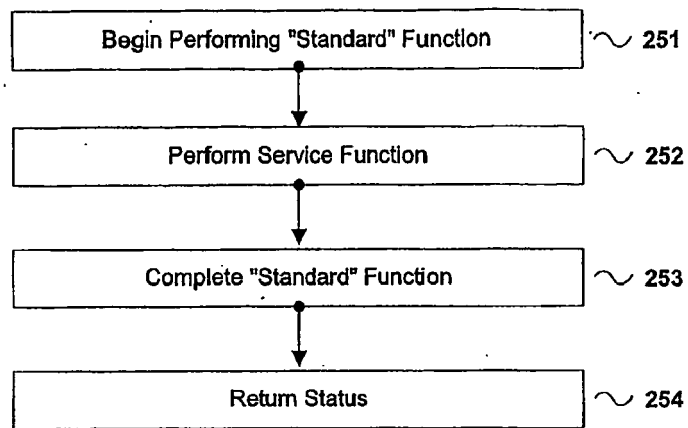 Begin Performing "Standard" Function 251
Perform Service Function 252
Complete "Standard" Function 253
Return Status 254